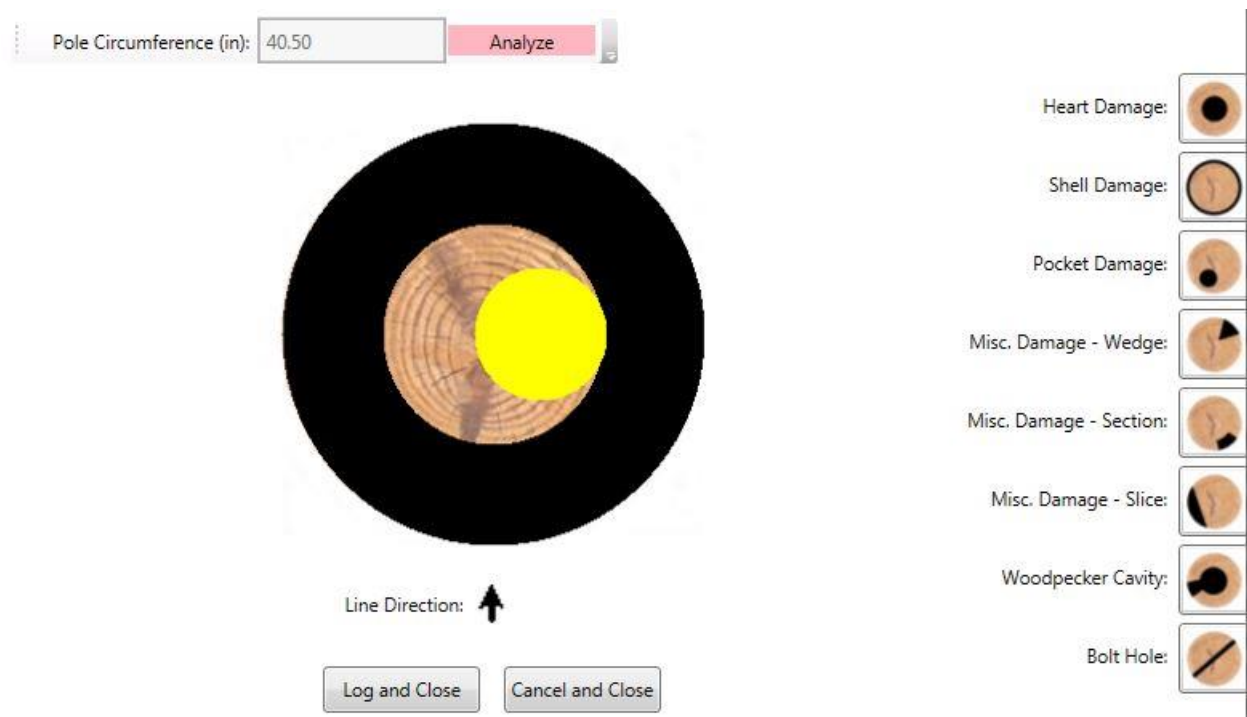 Pole Circumference (in): 40.50 Analyze
Heart Damage:
Shell Damage:
Pocket Damage:
Misc. Damage - Wedge:
Misc. Damage - Section:
Misc. Damage - Slice:
Woodpecker Cavity:
Bolt Hole:
Line Direction:
Log and Close Cancel and Close